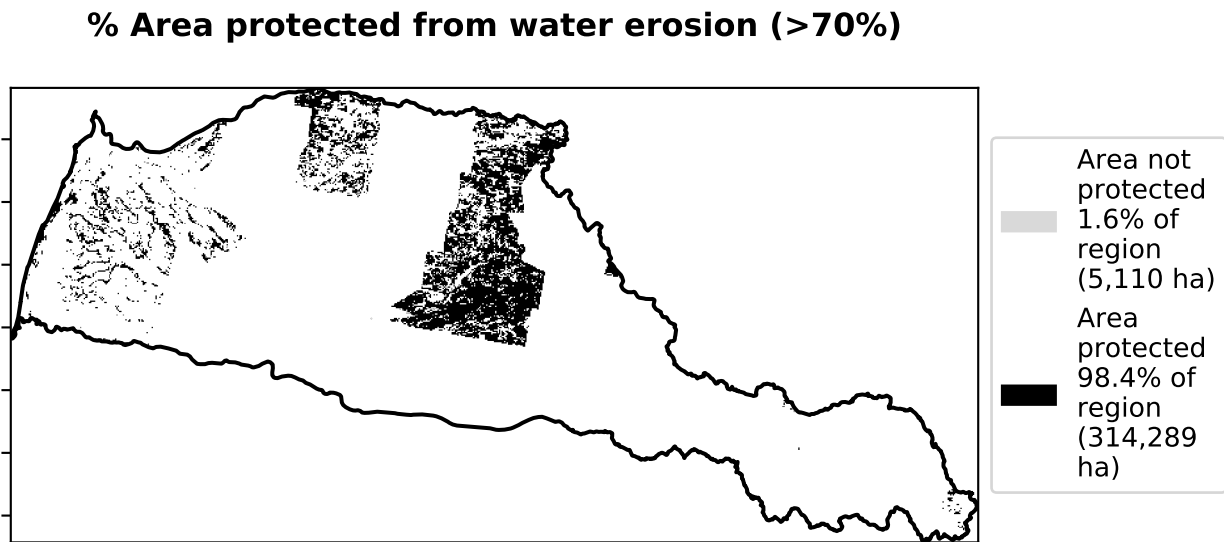 % Area protected from water erosion (>70%)
Area not
protected
1.6% of
region
(5,110 ha)
Area
protected
98.4% of
region
(314,289
ha)